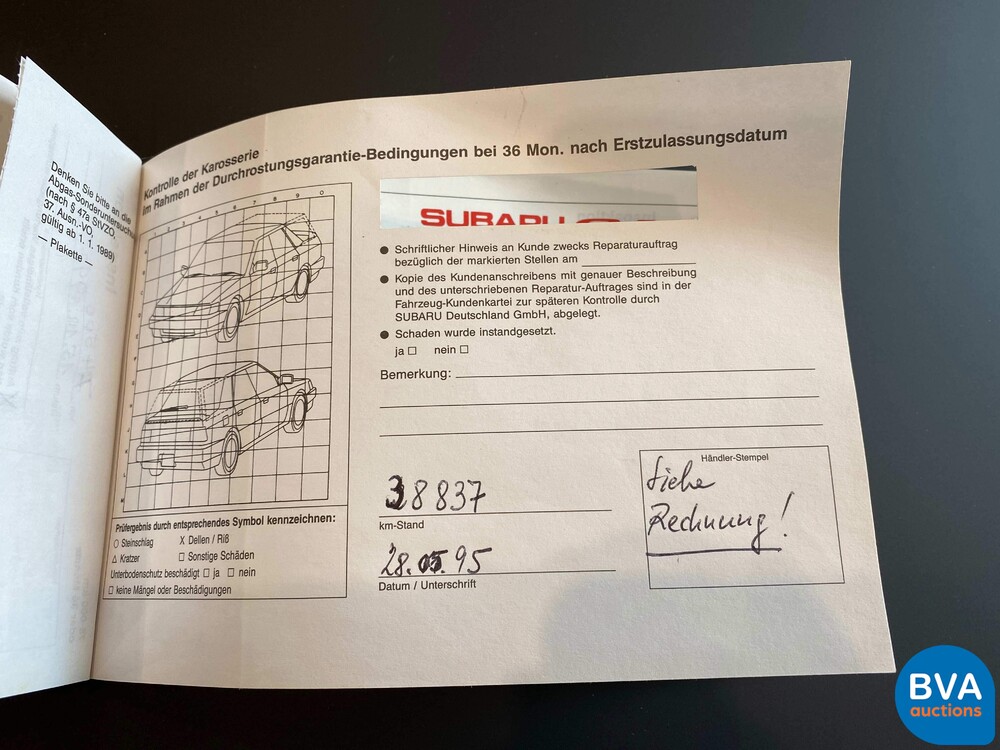 Denken Sie bitte an die
Abgas-Sonderuntersuchung
(nach § 47a StVZO,
37. Ausn.-VO,
gültig ab 1. 1. 1989)
— Plakette —
Kontrolle der Karosserie
im Rahmen der Durchrostungsgarantie-Bedingungen bei 36 Mon. nach Erstzulassungsdatum
SUBARU
● Schriftlicher Hinweis an Kunde zwecks Reparaturauftrag
bezüglich der markierten Stellen am
● Kopie des Kundenanschreibens mit genauer Beschreibung
und des unterschriebenen Reparatur-Auftrages sind in der
Fahrzeug-Kundenkartei zur späteren Kontrolle durch
SUBARU Deutschland GmbH, abgelegt.
● Schaden wurde instandgesetzt.
ja □ nein □
Bemerkung:
Prüfergebnis durch entsprechendes Symbol kennzeichnen:
○ Steinschlag X Dellen / Riß
△ Kratzer □ Sonstige Schäden
Unterbodenschutz beschädigt □ ja □ nein
□ keine Mängel oder Beschädigungen
38837
km-Stand
28.05.95
Datum / Unterschrift
Händler-Stempel
Siehe
Rechnung!
BVA
auctions